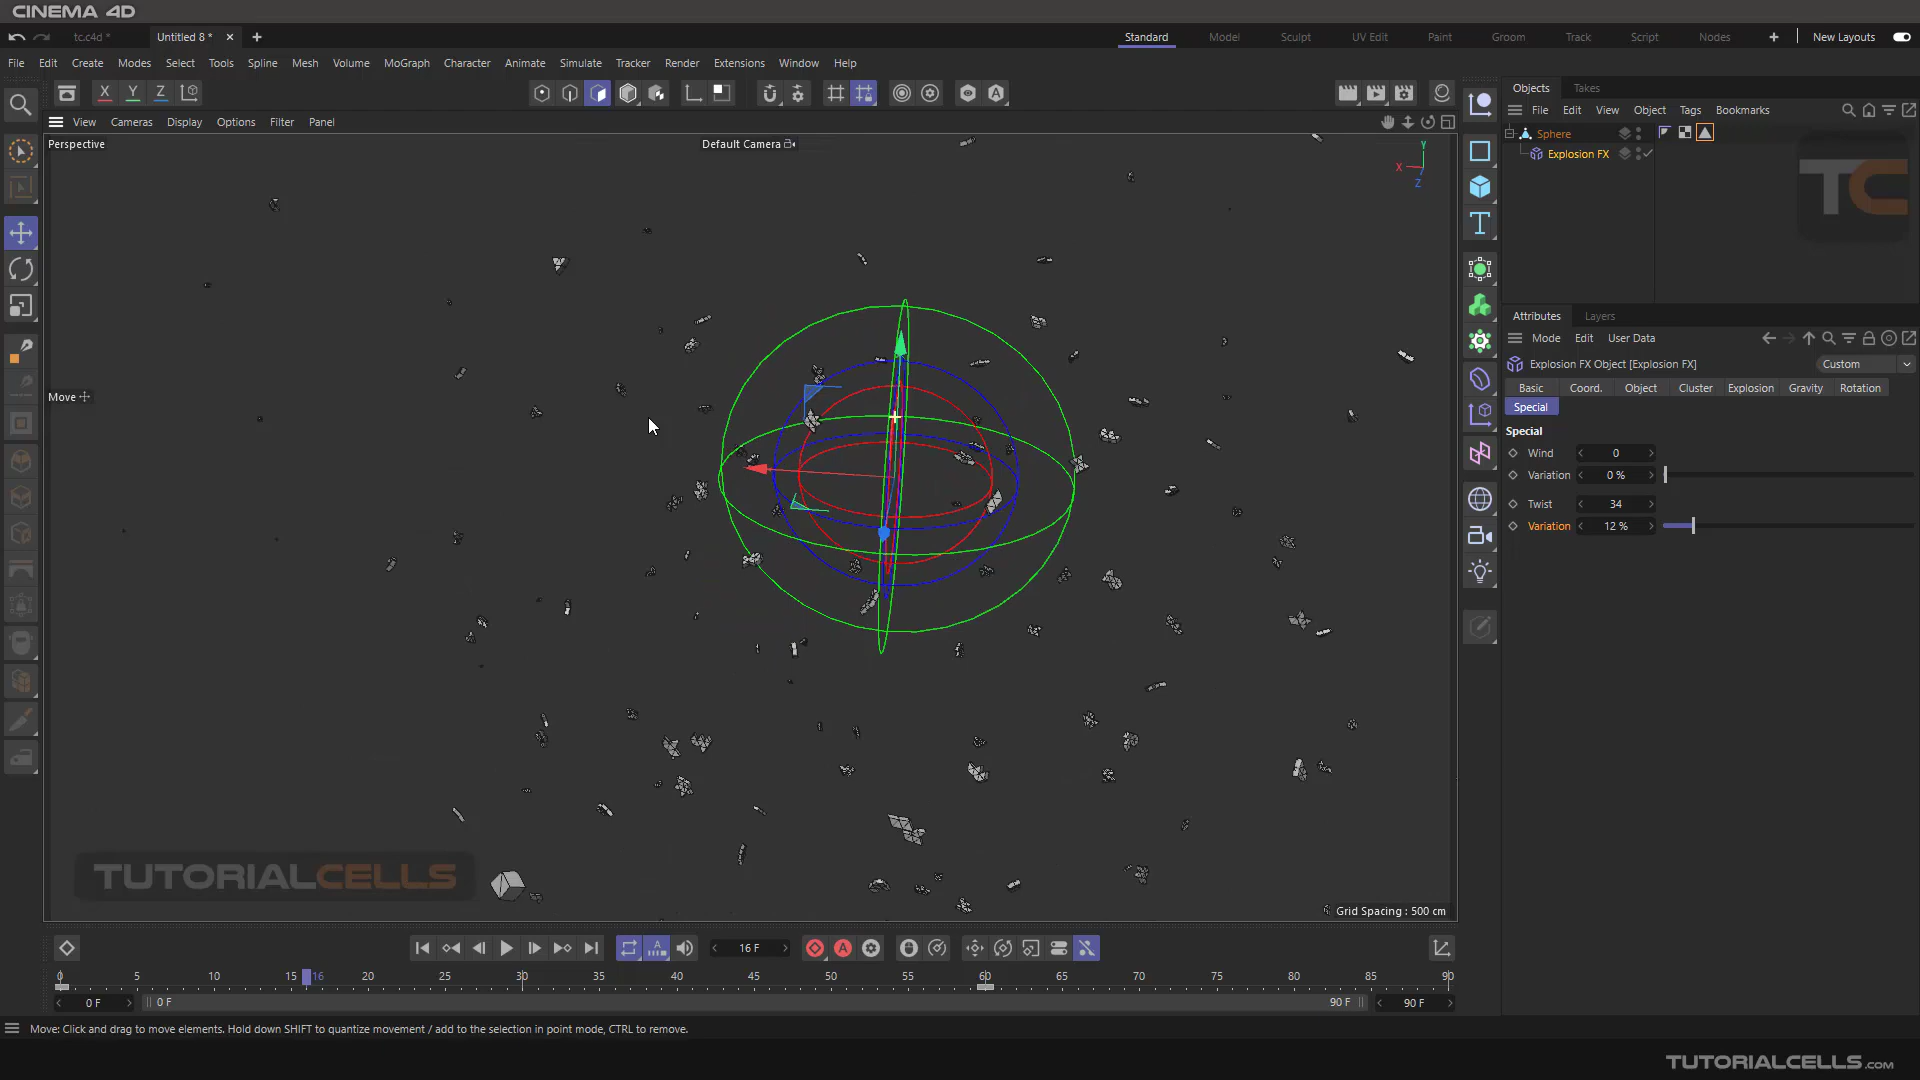 CINEMA 4D
tc.c4d *
Untitled 8 *
Standard
Model
Sculpt
UV Edit
Paint
Groom
Track
Script
Nodes
New Layouts
File
Edit
Create
Modes
Select
Tools
Spline
Mesh
Volume
MoGraph
Character
Animate
Simulate
Tracker
Render
Extensions
Window
Help
X
Y
Z
View
Cameras
Display
Options
Filter
Panel
Perspective
Default Camera
Y
X
Z
Move
TUTORIALCELLS
Grid Spacing : 500 cm
Objects
Takes
File
Edit
View
Object
Tags
Bookmarks
Sphere
Explosion FX
TC
Attributes
Layers
Mode
Edit
User Data
Explosion FX Object [Explosion FX]
Custom
Basic
Coord.
Object
Cluster
Explosion
Gravity
Rotation
Special
Special
Wind
0
Variation
0 %
Twist
34
Variation
12 %
16 F
0
5
10
15
16
20
25
30
35
40
45
50
55
60
65
70
75
80
85
90
0 F
0 F
90 F
90 F
Move: Click and drag to move elements. Hold down SHIFT to quantize movement / add to the selection in point mode, CTRL to remove.
TUTORIALCELLS.com